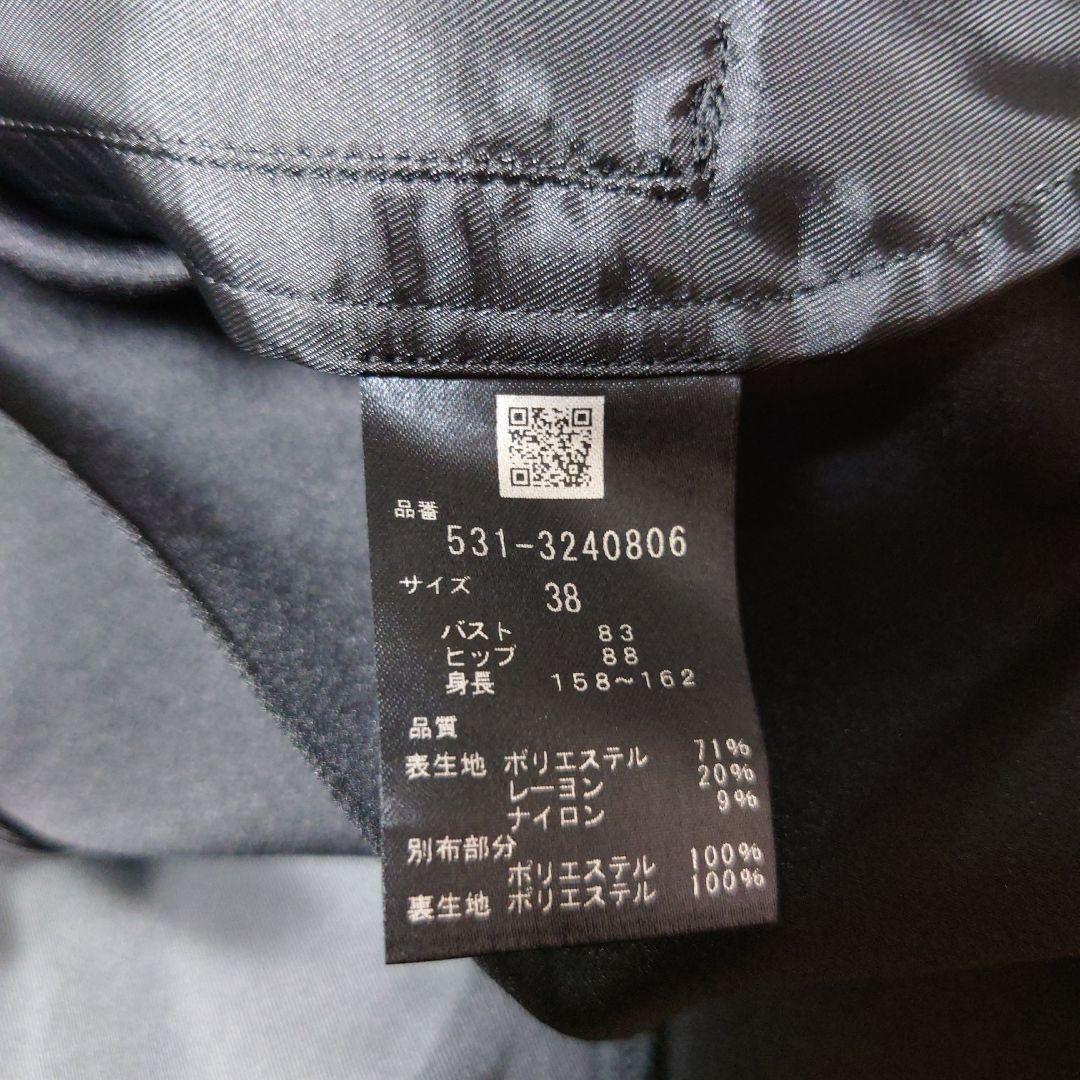 品番
531-3240806
サイズ 38
バスト 83
ヒップ 88
身長 158～162
品質
表生地 ポリエステル 71%
レーヨン 20%
ナイロン 9%
別布部分
ポリエステル 100%
裏生地 ポリエステル 100%